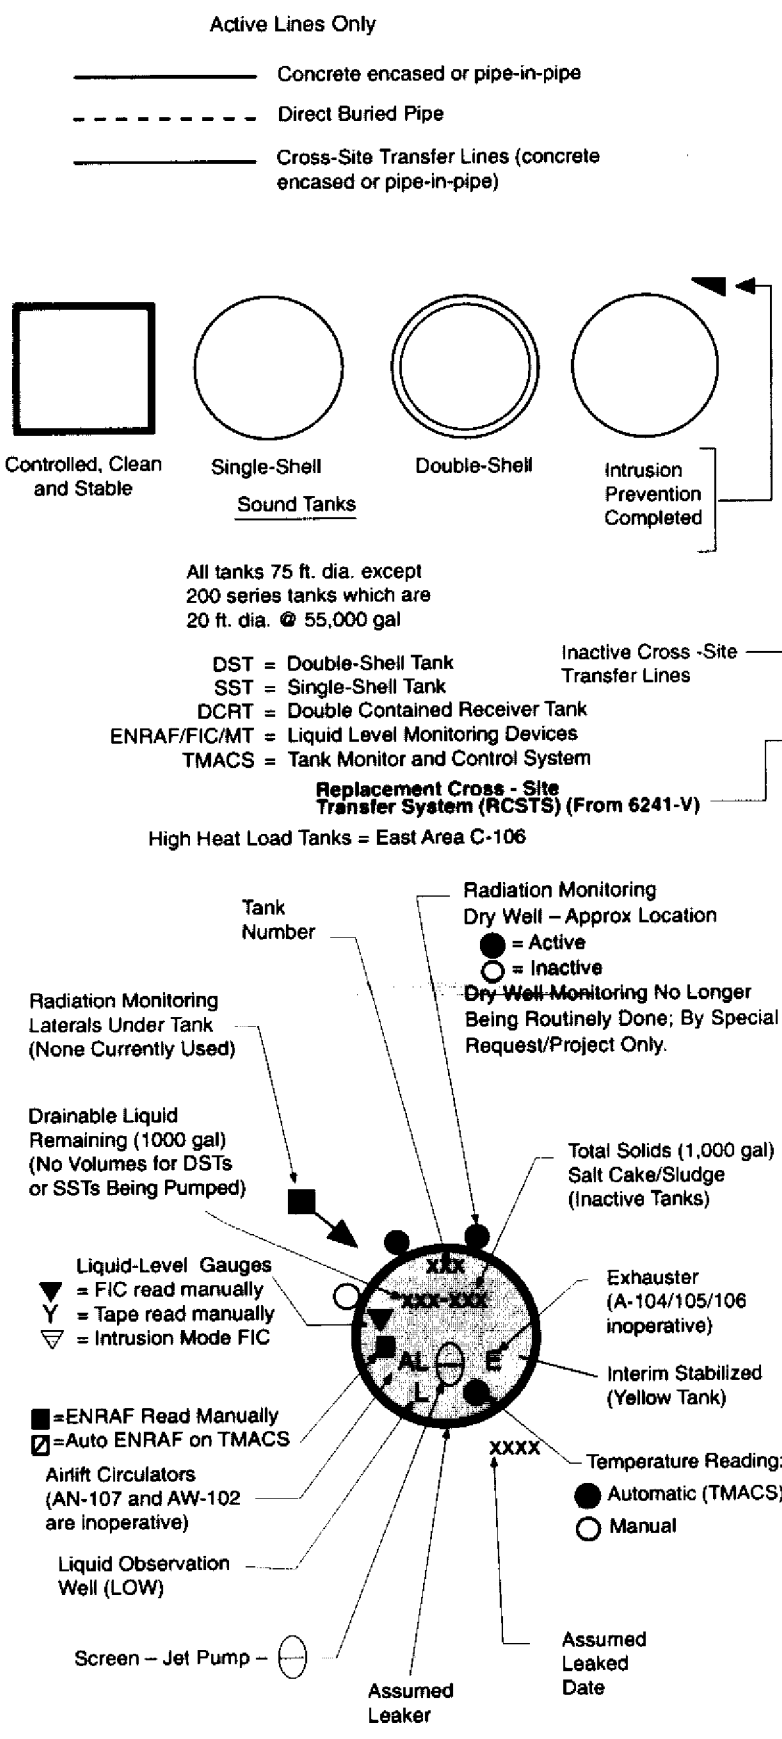 Active Lines Only
Concrete encased or pipe-in-pipe
Direct Buried Pipe
Cross-Site Transfer Lines (concrete
encased or pipe-in-pipe)
Controlled, Clean
and Stable
Single-Shell
Double-Shell
Sound Tanks
Intrusion
Prevention
Completed
All tanks 75 ft. dia. except
200 series tanks which are
20 ft. dia. @ 55,000 gal
Inactive Cross -Site
Transfer Lines
DST = Double-Shell Tank
SST = Single-Shell Tank
DCRT = Double Contained Receiver Tank
ENRAF/FIC/MT = Liquid Level Monitoring Devices
TMACS = Tank Monitor and Control System
Replacement Cross - Site
Transfer System (RCSTS) (From 6241-V)
High Heat Load Tanks = East Area C-106
Tank
Number
Radiation Monitoring
Dry Well – Approx Location
= Active
= Inactive
Dry Well Monitoring No Longer
Being Routinely Done; By Special
Request/Project Only.
Radiation Monitoring
Laterals Under Tank
(None Currently Used)
Drainable Liquid
Remaining (1000 gal)
(No Volumes for DSTs
or SSTs Being Pumped)
Total Solids (1,000 gal)
Salt Cake/Sludge
(Inactive Tanks)
Liquid-Level Gauges
= FIC read manually
Y = Tape read manually
= Intrusion Mode FIC
xxx
xxx-xxx
AL
E
L
Exhauster
(A-104/105/106
inoperative)
Interim Stabilized
(Yellow Tank)
=ENRAF Read Manually
=Auto ENRAF on TMACS
xxxx
Temperature Reading:
Automatic (TMACS)
Manual
Airlift Circulators
(AN-107 and AW-102
are inoperative)
Liquid Observation
Well (LOW)
Screen – Jet Pump –
Assumed
Leaker
Assumed
Leaked
Date